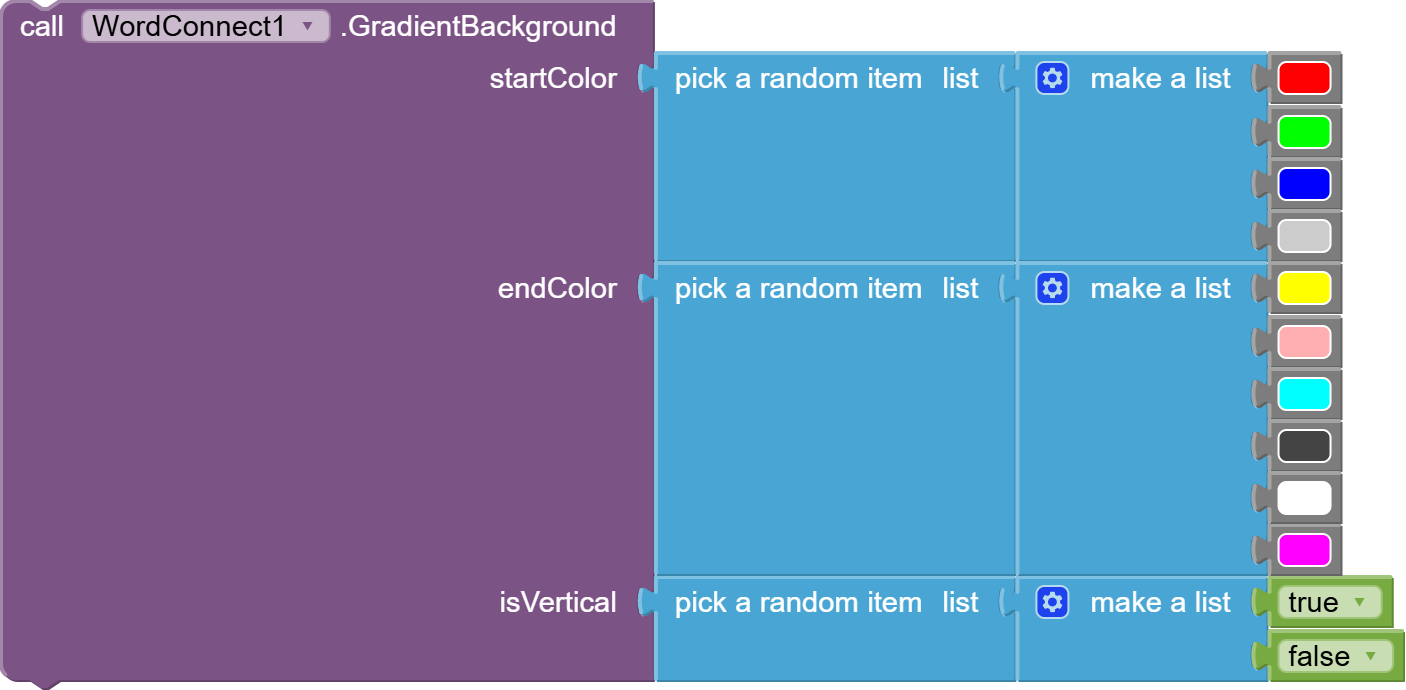 call WordConnect1 .GradientBackground
startColor pick a random item list make a list
endColor pick a random item list make a list
isVertical pick a random item list make a list true
false